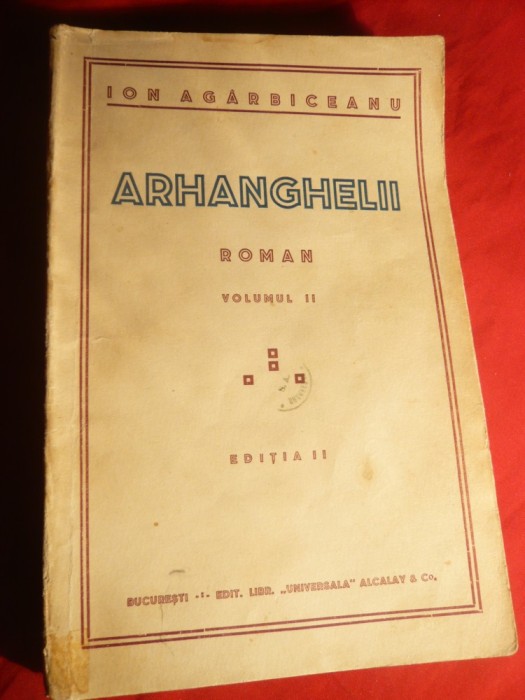 ION AGÂRBICEANU
ARHANGHELII
ROMAN
VOLUMUL II
EDIȚIA II
BUCUREȘTI -:- EDIT. LIBR. „UNIVERSALA” ALCALAY & Co.